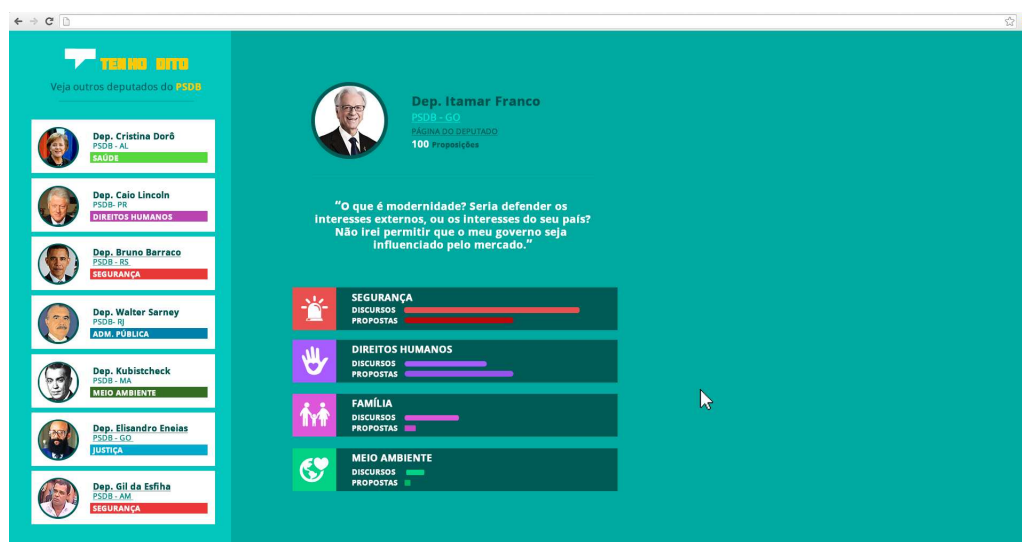 TENHO DITO
Veja outros deputados do PSDB
Dep. Cristina Dorô
PSDB - AL
SAÚDE
Dep. Caio Lincoln
PSDB- PR
DIREITOS HUMANOS
Dep. Bruno Barraco
PSDB - RS
SEGURANÇA
Dep. Walter Sarney
PSDB- RJ
ADM. PÚBLICA
Dep. Kubistcheck
PSDB - MA
MEIO AMBIENTE
Dep. Elisandro Eneias
PSDB - GO
JUSTIÇA
Dep. Gil da Esfiha
PSDB - AM
SEGURANÇA
Dep. Itamar Franco
PSDB - GO
PÁGINA DO DEPUTADO
100 Proposições
“O que é modernidade? Seria defender os
interesses externos, ou os interesses do seu país?
Não irei permitir que o meu governo seja
influenciado pelo mercado.”
SEGURANÇA
DISCURSOS
PROPOSTAS
DIREITOS HUMANOS
DISCURSOS
PROPOSTAS
FAMÍLIA
DISCURSOS
PROPOSTAS
MEIO AMBIENTE
DISCURSOS
PROPOSTAS